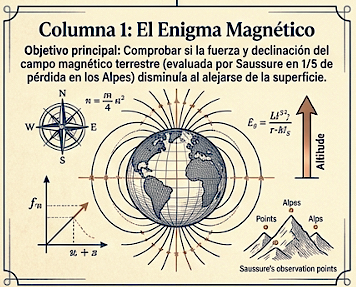 Columna 1: El Enigma Magnético
Objetivo principal: Comprobar si la fuerza y declinación del
campo magnético terrestre (evaluada por Saussure en 1/5 de
pérdida en los Alpes) disminuía al alejarse de la superficie.
N
W E
S
Altitude
Alpes
Points Alps
Saussure's observation points